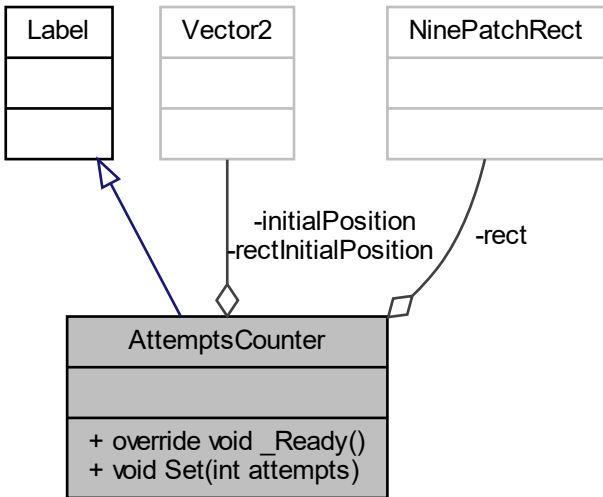 Label
Vector2
NinePatchRect
-initialPosition
-rectInitialPosition
-rect
AttemptsCounter
+ override void _Ready()
+ void Set(int attempts)